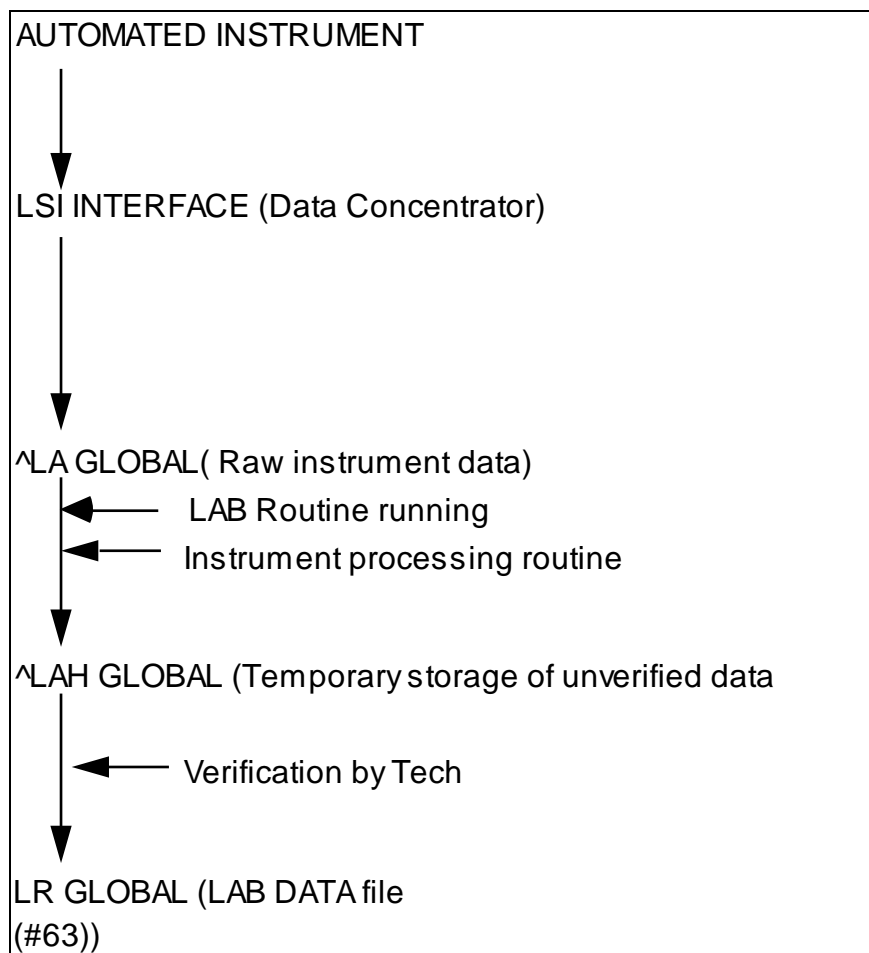 AUTOMATED INSTRUMENT
LSI INTERFACE (Data Concentrator)
^LA GLOBAL( Raw instrument data)
LAB Routine running
Instrument processing routine
^LAH GLOBAL (Temporary storage of unverified data
Verification by Tech
LR GLOBAL (LAB DATA file
(#63))